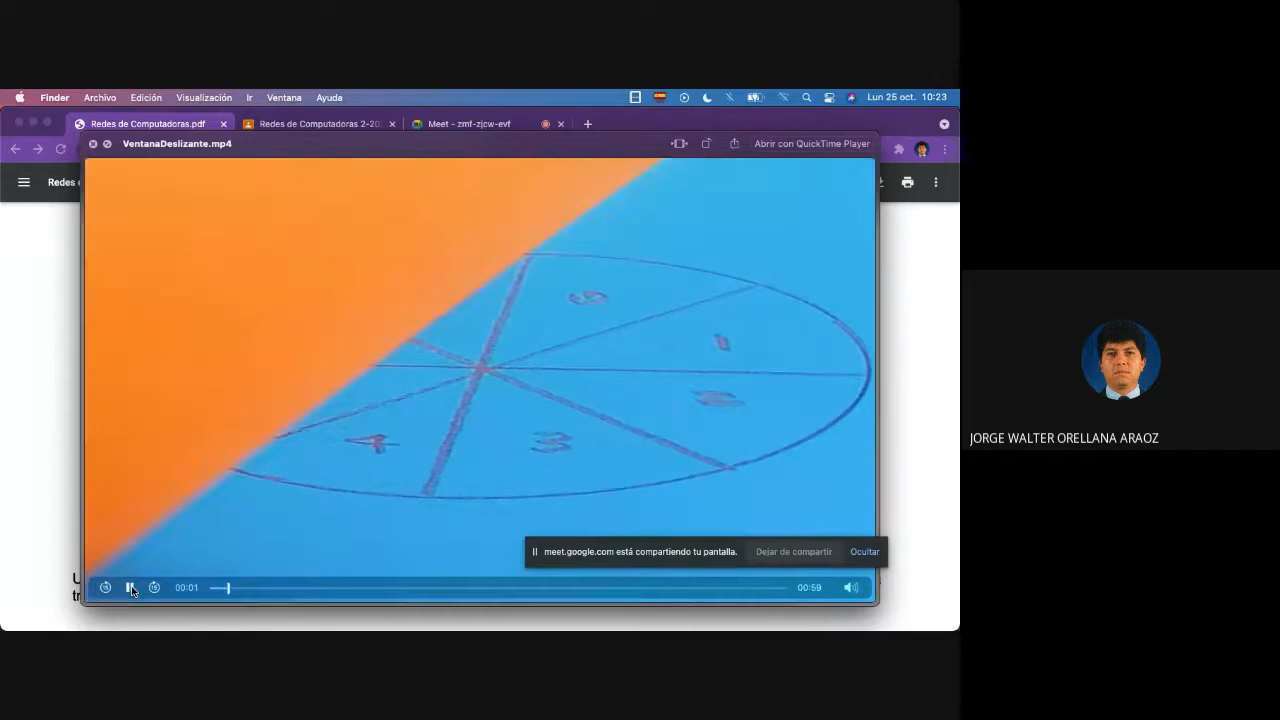 Finder Archivo Edición Visualización Ir Ventana Ayuda Lun 25 oct. 10:23
Redes de Computadoras.pdf Redes de Computadoras 2-20 Meet - zmf-zjcw-evf
VentanaDeslizante.mp4 Abrir con QuickTime Player
Redes
5
1
4
3
meet.google.com está compartiendo tu pantalla. Dejar de compartir Ocultar
00:01 00:59
JORGE WALTER ORELLANA ARAOZ